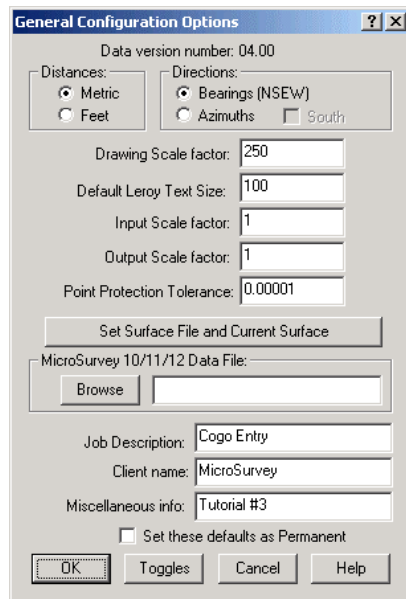 General Configuration Options
Data version number: 04.00
Distances:
Metric
Feet
Directions:
Bearings (NSEW)
Azimuths South
Drawing Scale factor: 250
Default Leroy Text Size: 100
Input Scale factor: 1
Output Scale factor: 1
Point Protection Tolerance: 0.00001
Set Surface File and Current Surface
MicroSurvey 10/11/12 Data File:
Browse
Job Description: Cogo Entry
Client name: MicroSurvey
Miscellaneous info: Tutorial #3
Set these defaults as Permanent
OK Toggles Cancel Help